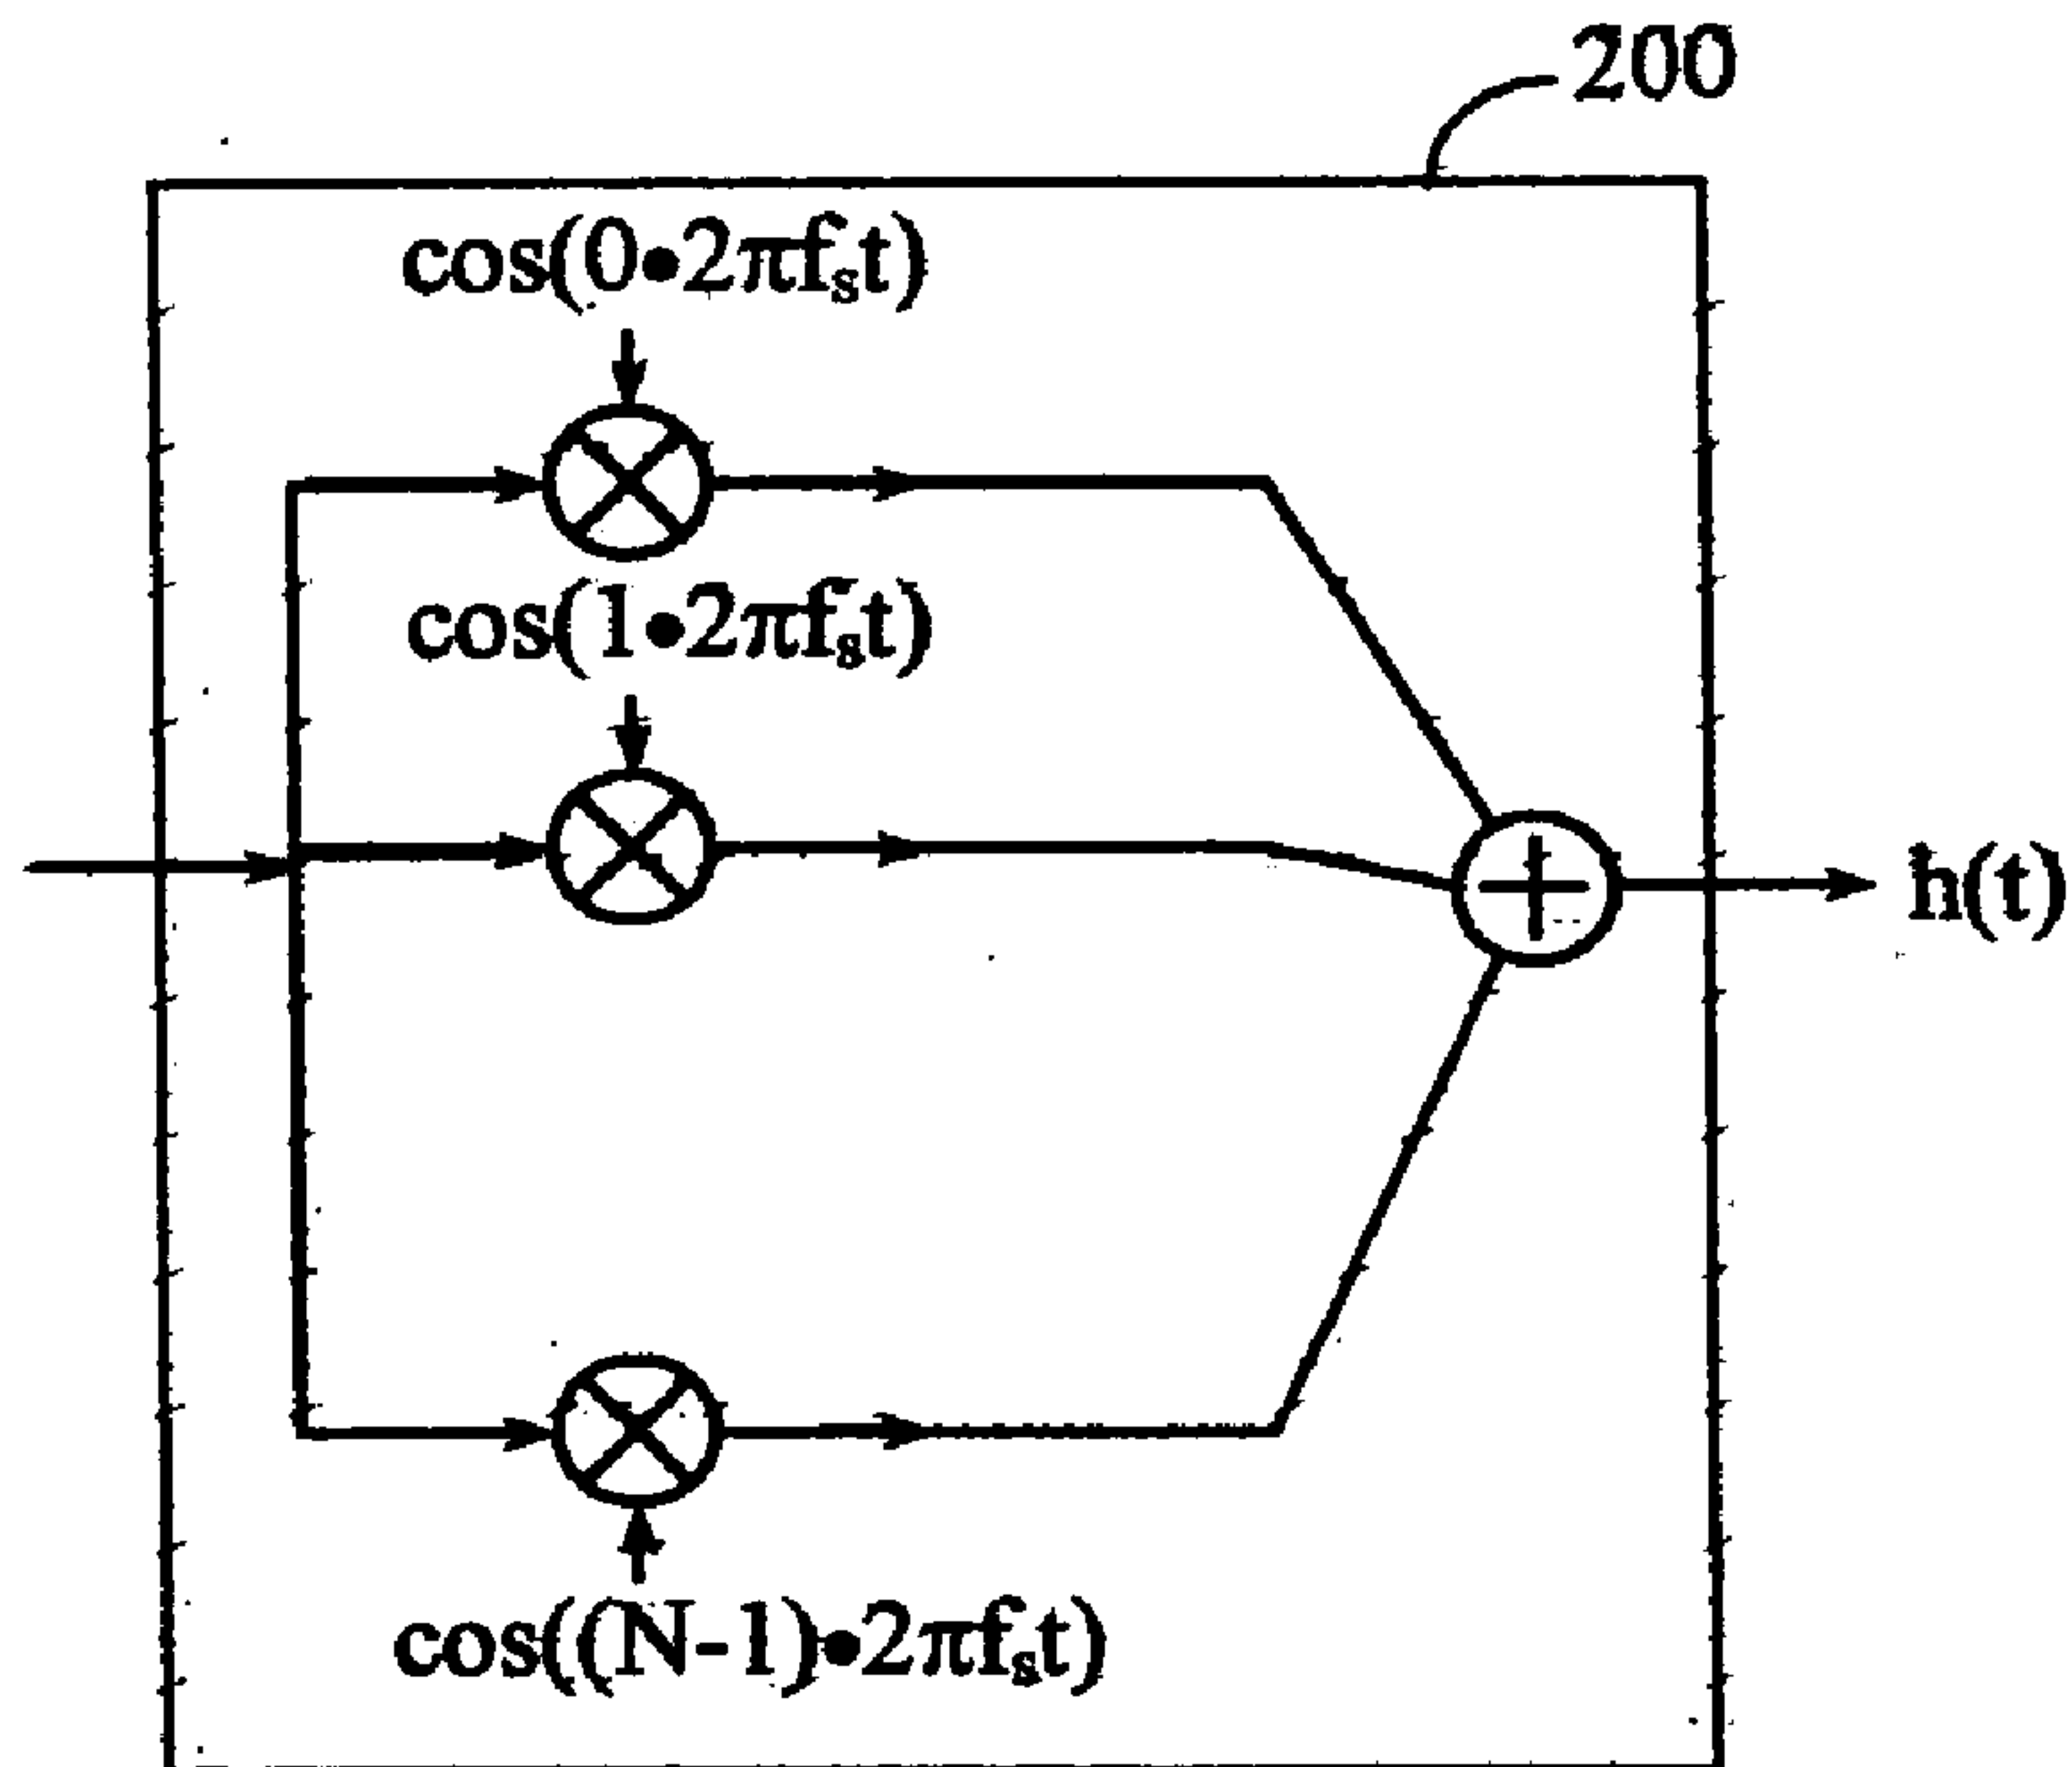 200
cos(0•2πfₛt)
cos(1•2πfₛt)
h(t)
cos((N-1)•2πfₛt)